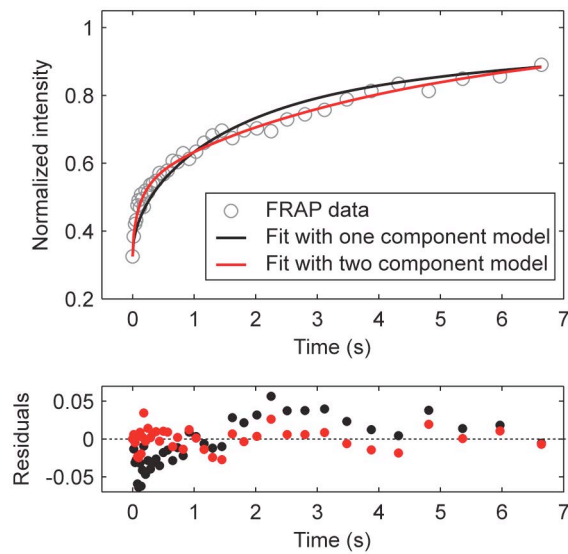 Normalized intensity
1
0.8
0.6
0.4
0.2
FRAP data
Fit with one component model
Fit with two component model
0 1 2 3 4 5 6 7
Time (s)
Residuals
0.05
0
-0.05
0 1 2 3 4 5 6 7
Time (s)